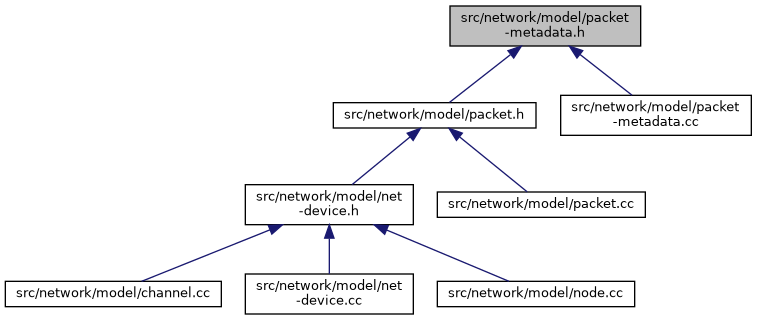 src/network/model/packet
-metadata.h
src/network/model/packet.h
src/network/model/packet
-metadata.cc
src/network/model/net
-device.h
src/network/model/packet.cc
src/network/model/channel.cc
src/network/model/net
-device.cc
src/network/model/node.cc